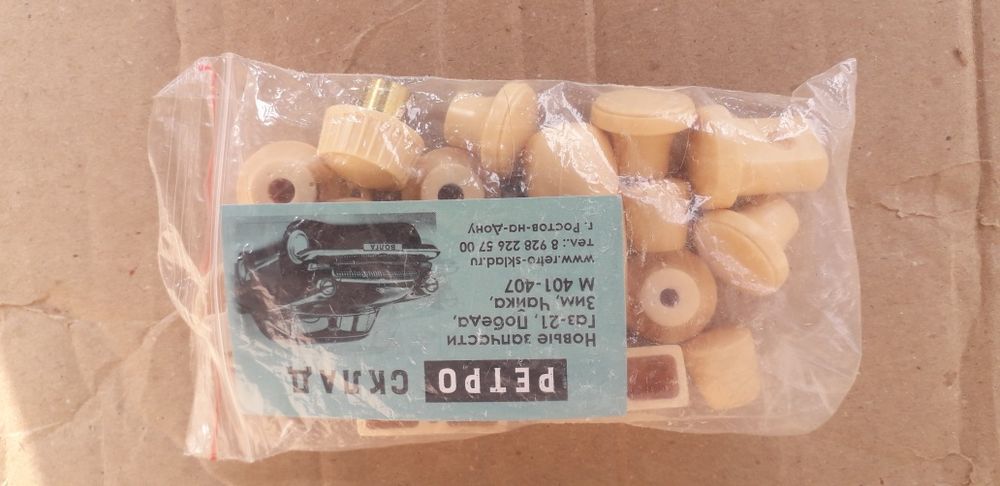 РЕТРО СКЛАД
Новые запчасти
Газ-21, Победа,
Зим, Чайка,
М 401-407
www.retro-sklad.ru
тел.: 8 928 226 57 00
г. Ростов-на-Дону
ВОЛГА